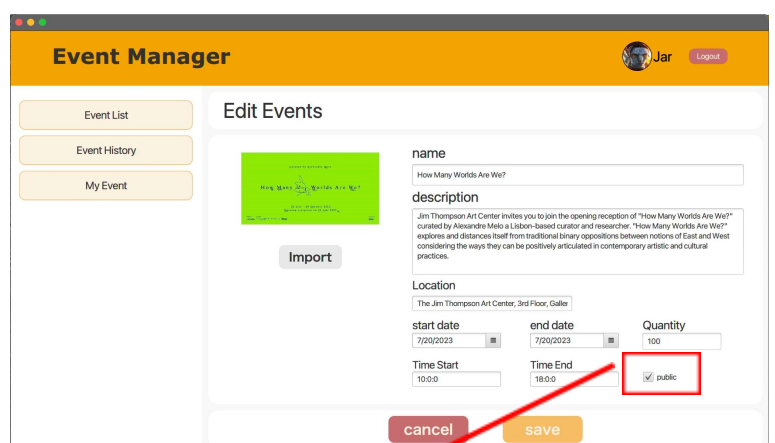 Event Manager
Jar
Logout
Event List
Event History
My Event
Edit Events
How Many Worlds Are We?
Import
name
How Many Worlds Are We?
description
Jim Thompson Art Center invites you to join the opening reception of "How Many Worlds Are We?"
curated by Alexandre Melo a Lisbon-based curator and researcher. "How Many Worlds Are We?"
explores and distances itself from traditional binary oppositions between notions of East and West
considering the ways they can be positively articulated in contemporary artistic and cultural
practices.
Location
The Jim Thompson Art Center, 3rd Floor, Galler
start date
end date
Quantity
7/20/2023
7/20/2023
100
Time Start
Time End
10:0:0
18:0:0
public
cancel
save